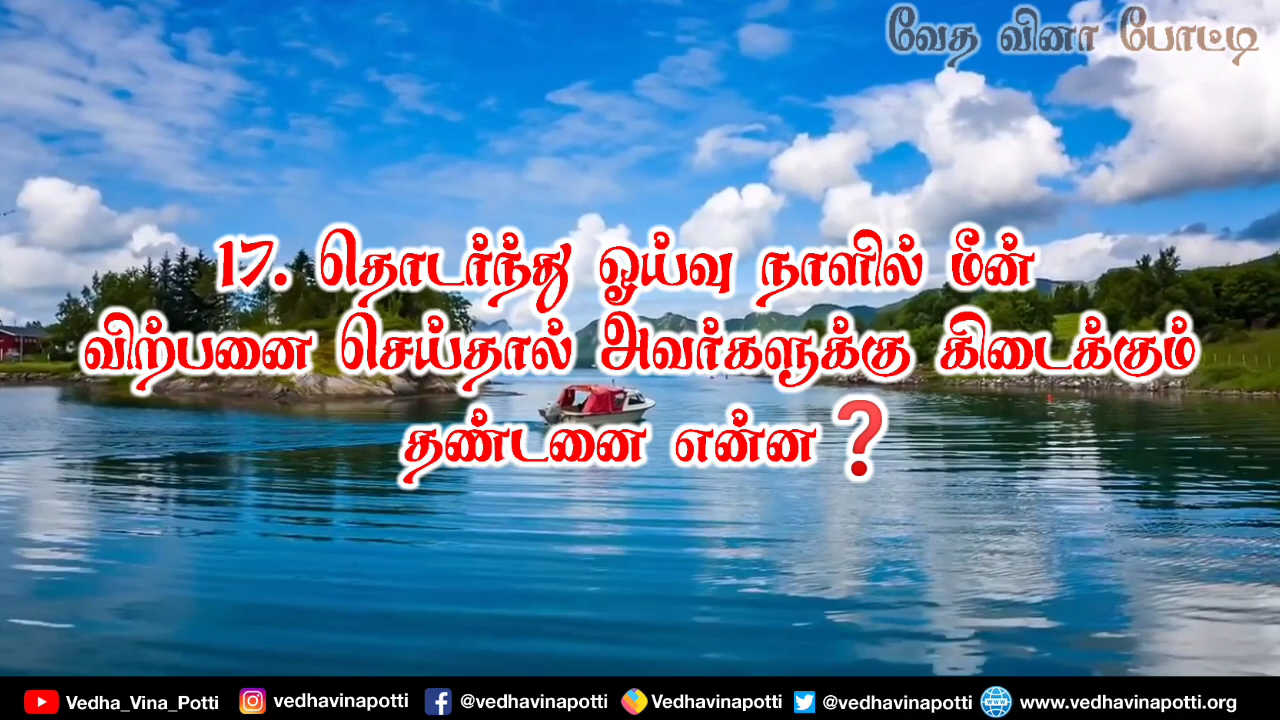 வேத வினா போட்டி
17. தொடர்ந்து ஓய்வு நாளில் மீன்
விற்பனை செய்தால் அவர்களுக்கு கிடைக்கும்
தண்டனை என்ன❓
Vedha_Vina_Potti vedhavinapotti @vedhavinapotti Vedhavinapotti @vedhavinapotti www.vedhavinapotti.org